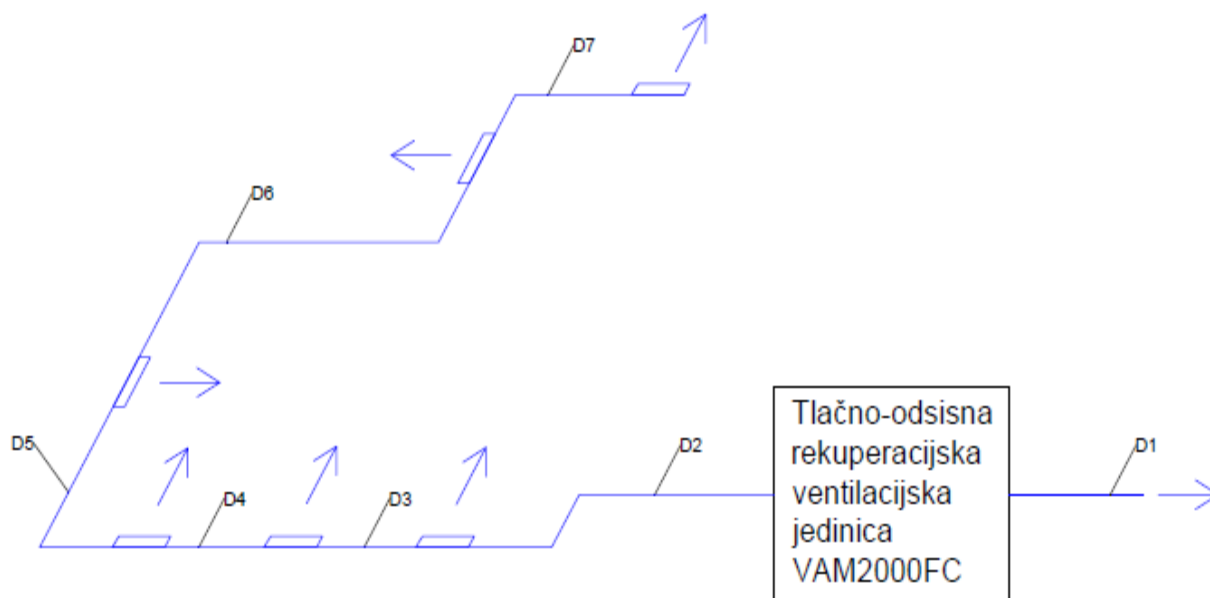 D7
D6
D5
D4
D3
D2
Tlačno-odsisna
rekuperacijska
ventilacijska
jedinica
VAM2000FC
D1